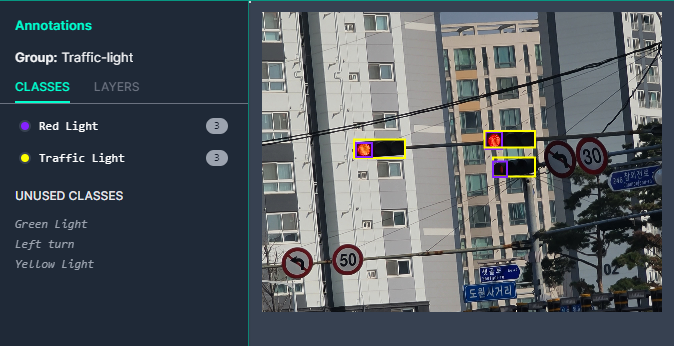 Annotations
Group: Traffic-light
CLASSES LAYERS
Red Light 3
Traffic Light 3
UNUSED CLASSES
Green Light
Left turn
Yellow Light
30
50
02
도원사거리